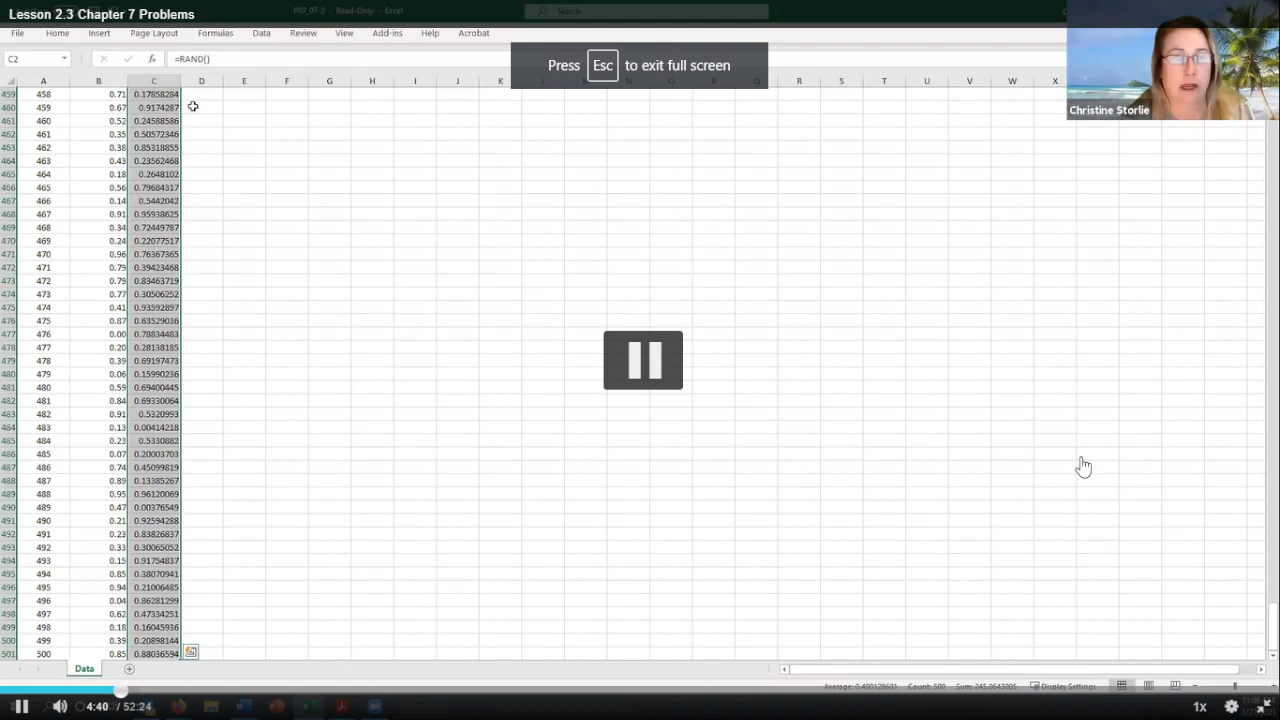 Lesson 2.3 Chapter 7 Problems
P07_07-2 - Read-Only - Excel
Search
File Home Insert Page Layout Formulas Data Review View Add-ins Help Acrobat
C2 fx =RAND()
Press Esc to exit full screen
Christine Storlie
A B C D E F G H I J K L M N O P Q R S T U V W X
459 458 0.71 0.17858284
460 459 0.67 0.9174287
461 460 0.52 0.24588586
462 461 0.35 0.50572346
463 462 0.38 0.85318855
464 463 0.43 0.23562468
465 464 0.18 0.2648102
466 465 0.56 0.79684317
467 466 0.14 0.5442042
468 467 0.91 0.95938625
469 468 0.34 0.72449787
470 469 0.24 0.22077517
471 470 0.96 0.76367365
472 471 0.79 0.39423468
473 472 0.79 0.83463719
474 473 0.77 0.30506252
475 474 0.41 0.93592897
476 475 0.87 0.63529036
477 476 0.00 0.78834483
478 477 0.20 0.28138185
479 478 0.39 0.69197473
480 479 0.06 0.15990236
481 480 0.59 0.69400445
482 481 0.84 0.69330064
483 482 0.91 0.5320993
484 483 0.13 0.00414218
485 484 0.23 0.5330882
486 485 0.07 0.20003703
487 486 0.74 0.45099819
488 487 0.89 0.13385267
489 488 0.95 0.96120069
490 489 0.47 0.00376549
491 490 0.21 0.92594288
492 491 0.23 0.83826837
493 492 0.33 0.30065052
494 493 0.15 0.91754837
495 494 0.85 0.38070941
496 495 0.94 0.21006485
497 496 0.04 0.86281299
498 497 0.62 0.47334251
499 498 0.18 0.16045936
500 499 0.39 0.20898144
501 500 0.85 0.88036594
Data
Average: 0.490128601 Count: 500 Sum: 245.0643005 Display Settings
4:40 / 52:24 1x